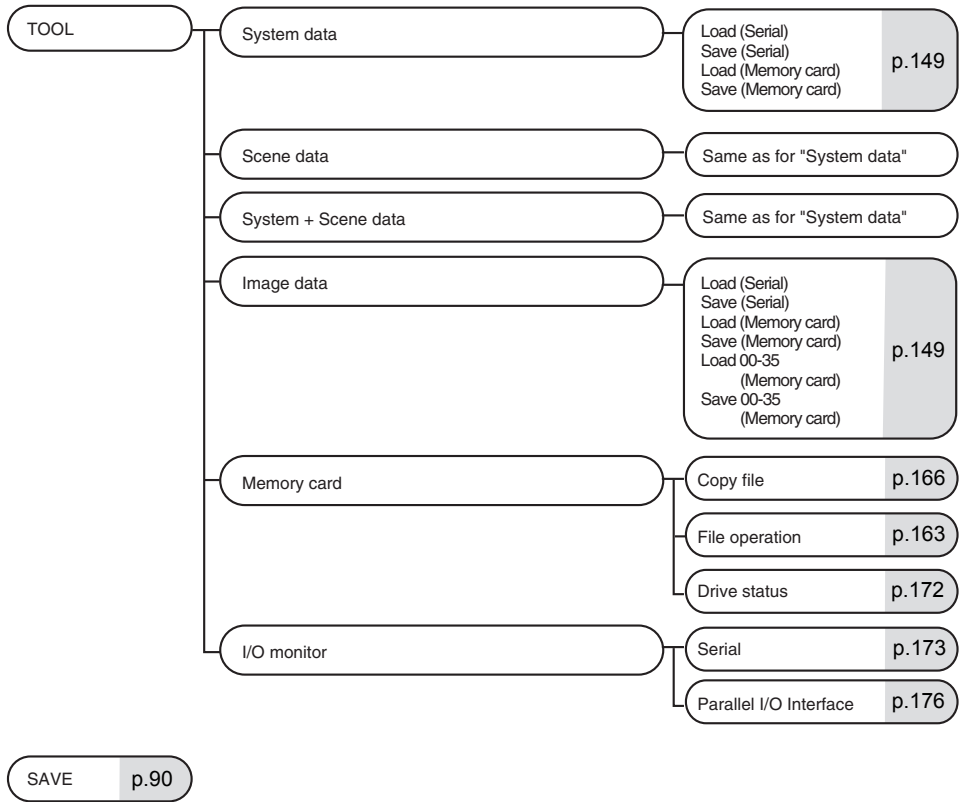 TOOL
System data
Load (Serial)
Save (Serial)
Load (Memory card)
Save (Memory card)
p.149
Scene data
Same as for "System data"
System + Scene data
Same as for "System data"
Image data
Load (Serial)
Save (Serial)
Load (Memory card)
Save (Memory card)
Load 00-35
(Memory card)
Save 00-35
(Memory card)
p.149
Memory card
Copy file p.166
File operation p.163
Drive status p.172
I/O monitor
Serial p.173
Parallel I/O Interface p.176
SAVE p.90